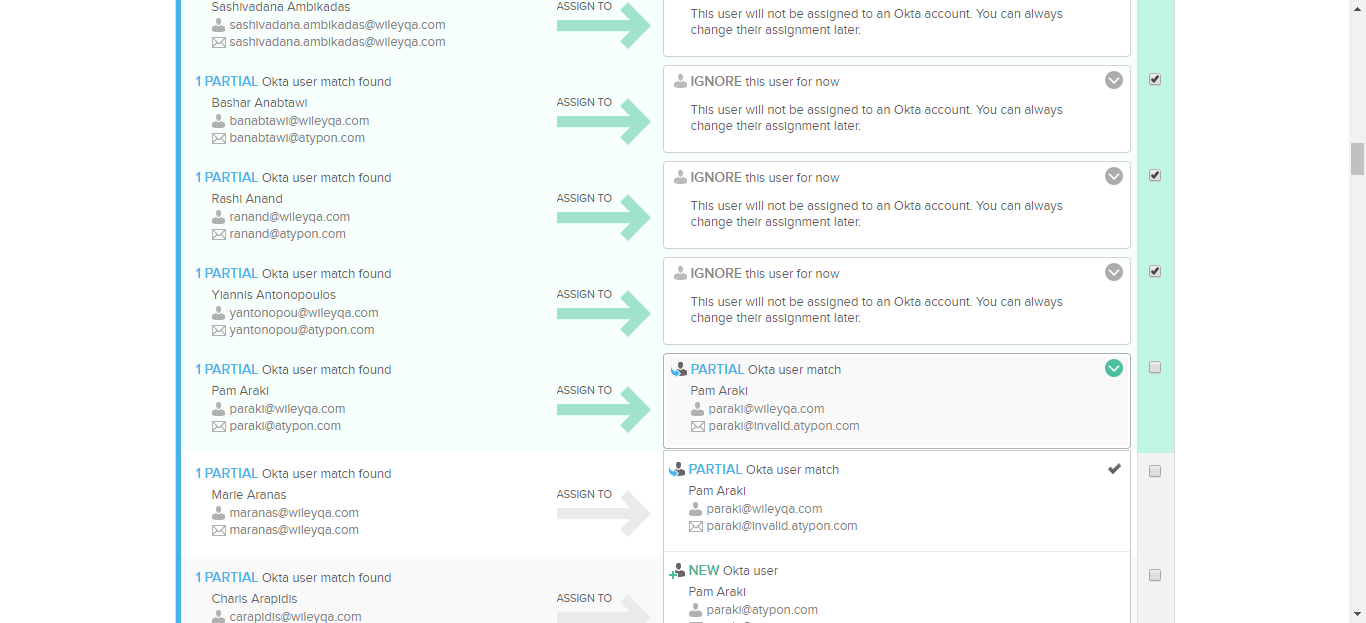 Sashivadana Ambikadas
sashivadana.ambikadas@wileyqa.com
sashivadana.ambikadas@wileyqa.com
ASSIGN TO
This user will not be assigned to an Okta account. You can always
change their assignment later.
1 PARTIAL Okta user match found
Bashar Anabtawi
banabtawi@wileyqa.com
banabtawi@atypon.com
ASSIGN TO
IGNORE this user for now
This user will not be assigned to an Okta account. You can always
change their assignment later.
1 PARTIAL Okta user match found
Rashi Anand
ranand@wileyqa.com
ranand@atypon.com
ASSIGN TO
IGNORE this user for now
This user will not be assigned to an Okta account. You can always
change their assignment later.
1 PARTIAL Okta user match found
Yiannis Antonopoulos
yantonopou@wileyqa.com
yantonopou@atypon.com
ASSIGN TO
IGNORE this user for now
This user will not be assigned to an Okta account. You can always
change their assignment later.
1 PARTIAL Okta user match found
Pam Araki
paraki@wileyqa.com
paraki@atypon.com
ASSIGN TO
PARTIAL Okta user match
Pam Araki
paraki@wileyqa.com
paraki@invalid.atypon.com
1 PARTIAL Okta user match found
Marie Aranas
maranas@wileyqa.com
maranas@wileyqa.com
ASSIGN TO
PARTIAL Okta user match
Pam Araki
paraki@wileyqa.com
paraki@invalid.atypon.com
1 PARTIAL Okta user match found
Charis Arapidis
carapidis@wileyqa.com
ASSIGN TO
NEW Okta user
Pam Araki
paraki@atypon.com